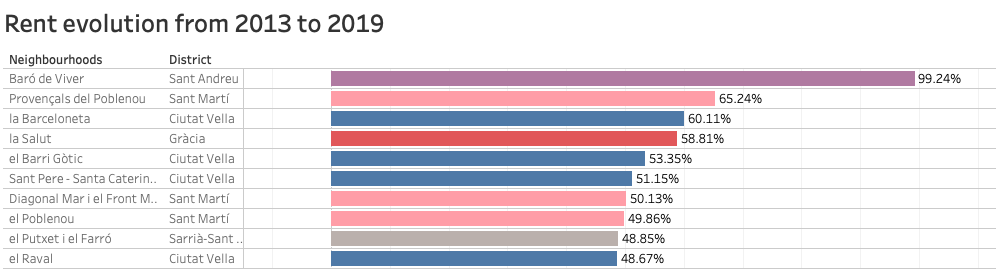 Rent evolution from 2013 to 2019
Neighbourhoods District
Baró de Viver Sant Andreu 99.24%
Provençals del Poblenou Sant Martí 65.24%
la Barceloneta Ciutat Vella 60.11%
la Salut Gràcia 58.81%
el Barri Gòtic Ciutat Vella 53.35%
Sant Pere - Santa Caterin.. Ciutat Vella 51.15%
Diagonal Mar i el Front M.. Sant Martí 50.13%
el Poblenou Sant Martí 49.86%
el Putxet i el Farró Sarrià-Sant .. 48.85%
el Raval Ciutat Vella 48.67%